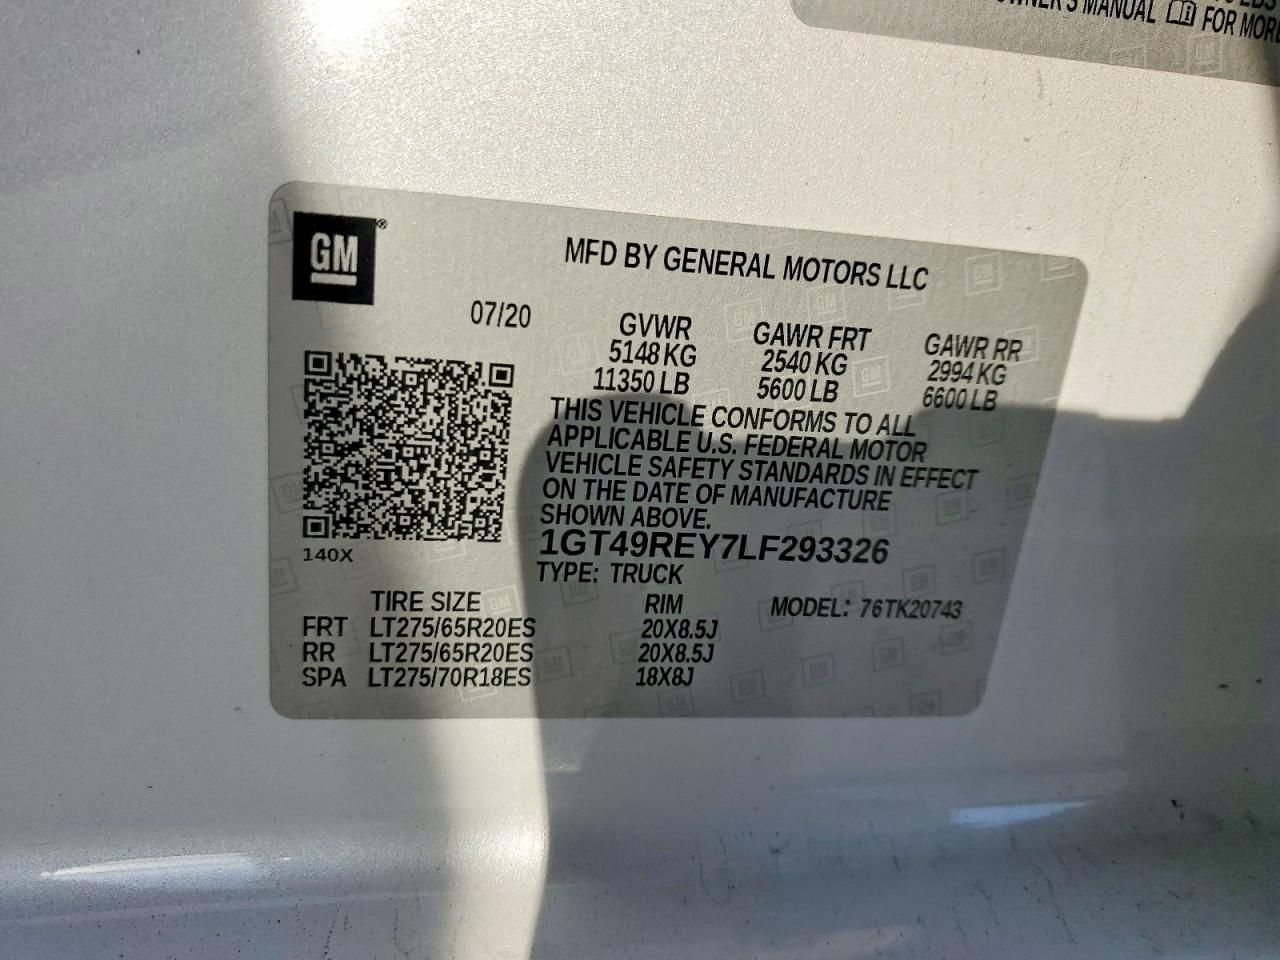 OWNER'S MANUAL FOR MORE
GM®
MFD BY GENERAL MOTORS LLC
07/20
GVWR GAWR FRT GAWR RR
5148 KG 2540 KG 2994 KG
11350 LB 5600 LB 6600 LB
THIS VEHICLE CONFORMS TO ALL
APPLICABLE U.S. FEDERAL MOTOR
VEHICLE SAFETY STANDARDS IN EFFECT
ON THE DATE OF MANUFACTURE
SHOWN ABOVE.
140X
1GT49REY7LF293326
TYPE: TRUCK
TIRE SIZE RIM MODEL: 76TK20743
FRT LT275/65R20ES 20X8.5J
RR LT275/65R20ES 20X8.5J
SPA LT275/70R18ES 18X8J